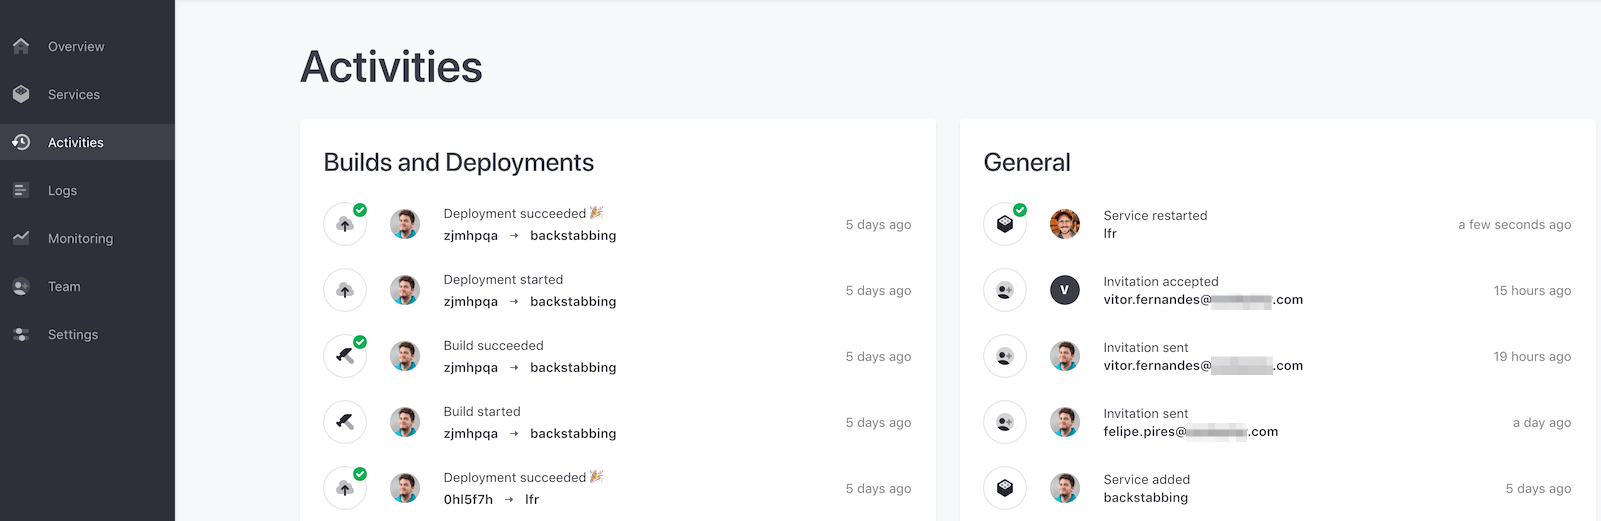 Overview
Services
Activities
Logs
Monitoring
Team
Settings
Activities
Builds and Deployments
Deployment succeeded 🎉
zjmhpqa → backstabbing
5 days ago
Deployment started
zjmhpqa → backstabbing
5 days ago
Build succeeded
zjmhpqa → backstabbing
5 days ago
Build started
zjmhpqa → backstabbing
5 days ago
Deployment succeeded 🎉
0hl5f7h → lfr
5 days ago
General
Service restarted
lfr
a few seconds ago
V
Invitation accepted
vitor.fernandes@ .com
15 hours ago
Invitation sent
vitor.fernandes@ .com
19 hours ago
Invitation sent
felipe.pires@ .com
a day ago
Service added
backstabbing
5 days ago